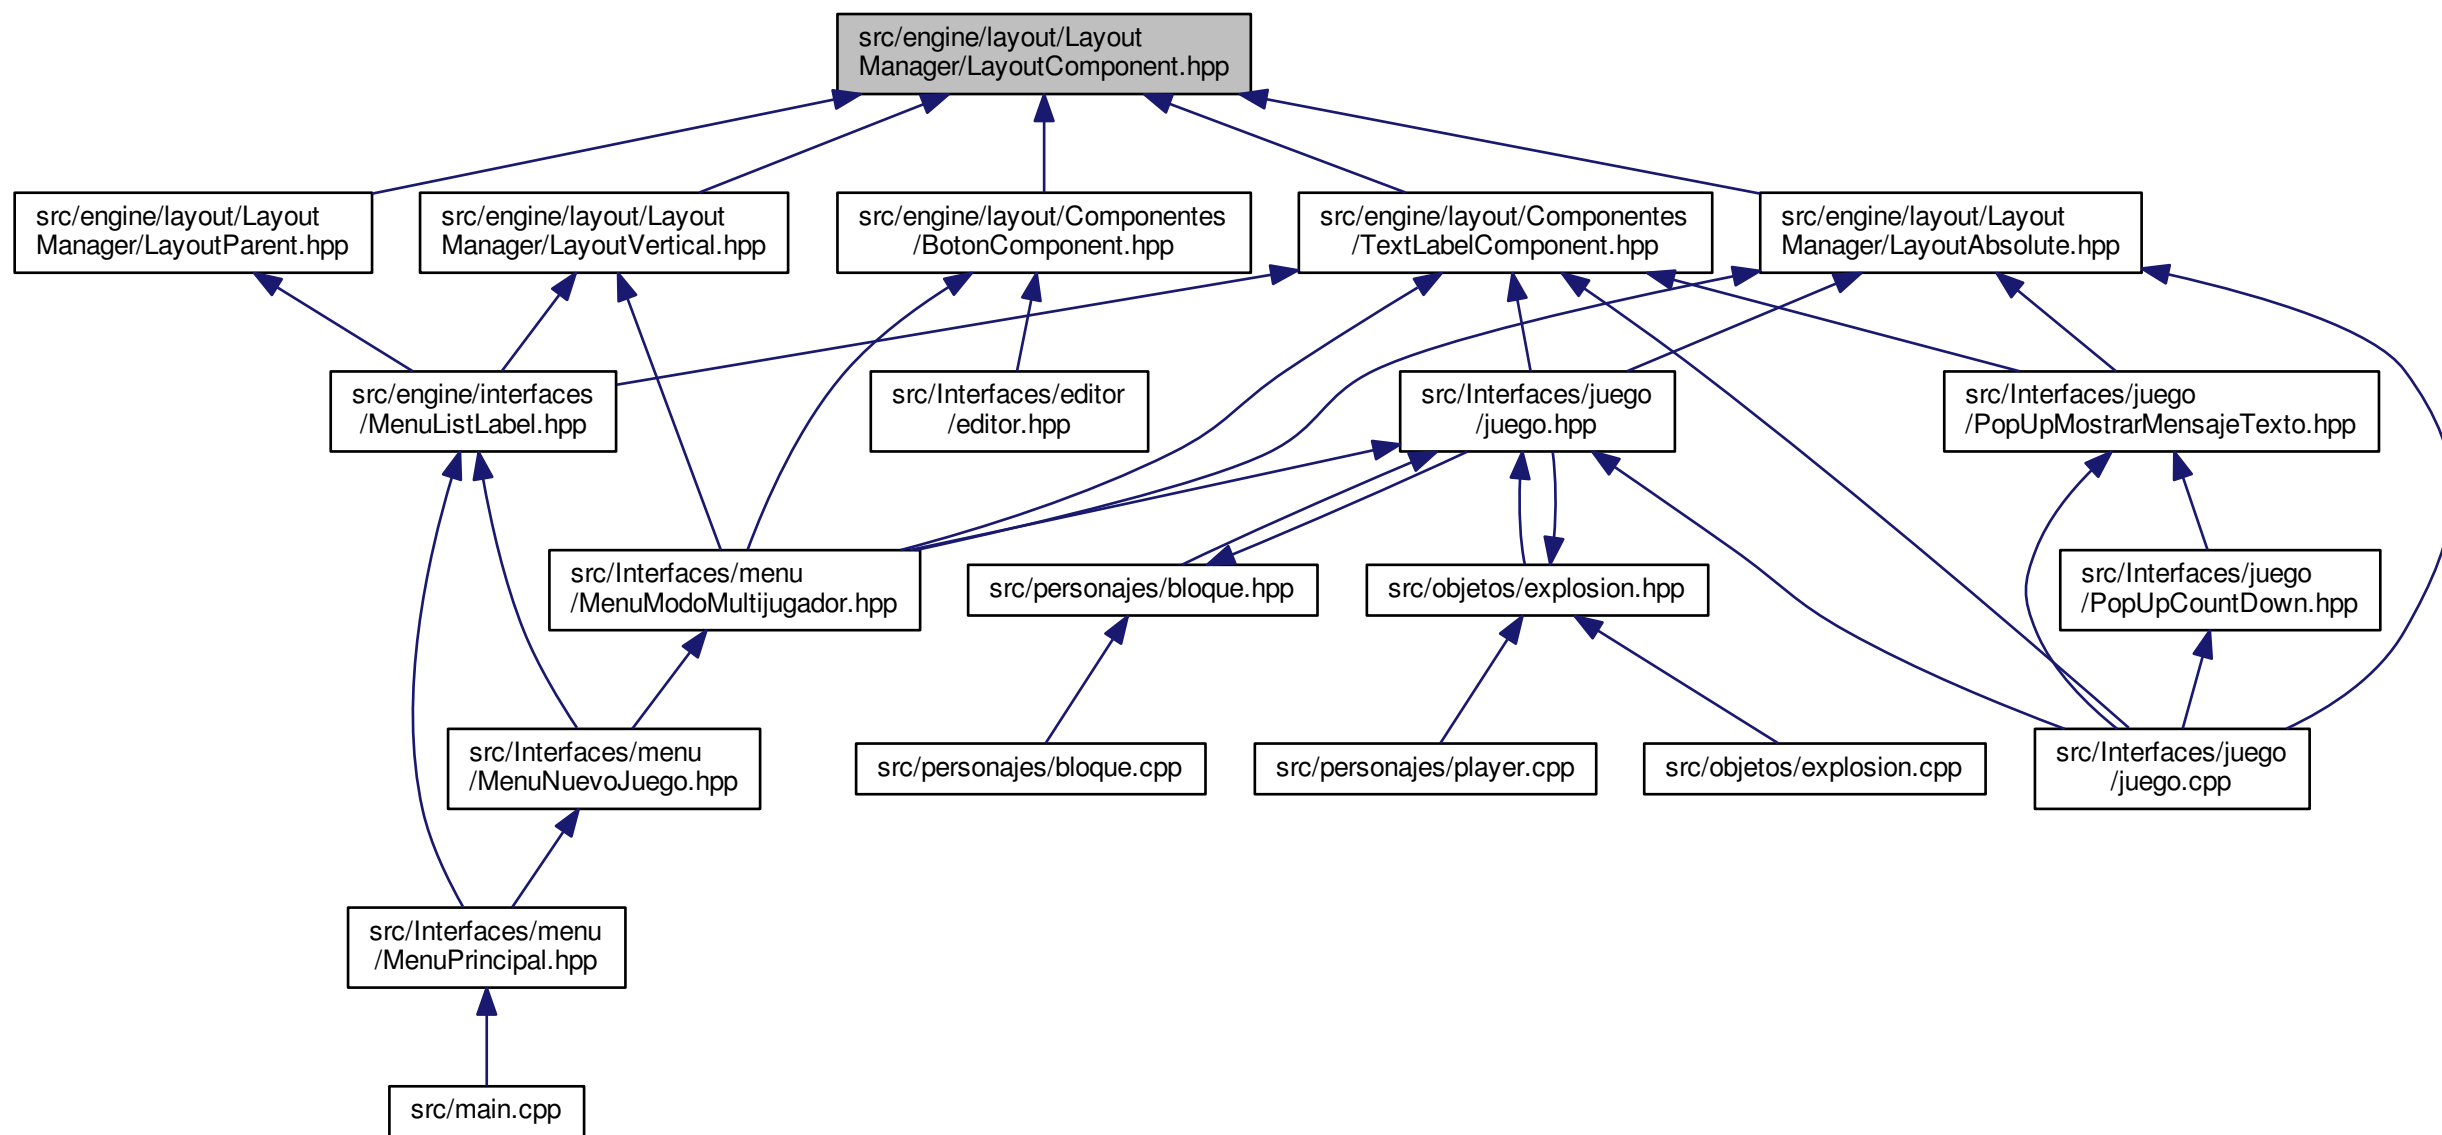 src/engine/layout/Layout
Manager/LayoutComponent.hpp
src/engine/layout/Layout
Manager/LayoutParent.hpp
src/engine/layout/Layout
Manager/LayoutVertical.hpp
src/engine/layout/Componentes
/BotonComponent.hpp
src/engine/layout/Componentes
/TextLabelComponent.hpp
src/engine/layout/Layout
Manager/LayoutAbsolute.hpp
src/engine/interfaces
/MenuListLabel.hpp
src/Interfaces/editor
/editor.hpp
src/Interfaces/juego
/juego.hpp
src/Interfaces/juego
/PopUpMostrarMensajeTexto.hpp
src/Interfaces/menu
/MenuModoMultijugador.hpp
src/personajes/bloque.hpp
src/objetos/explosion.hpp
src/Interfaces/juego
/PopUpCountDown.hpp
src/Interfaces/menu
/MenuNuevoJuego.hpp
src/personajes/bloque.cpp
src/personajes/player.cpp
src/objetos/explosion.cpp
src/Interfaces/juego
/juego.cpp
src/Interfaces/menu
/MenuPrincipal.hpp
src/main.cpp